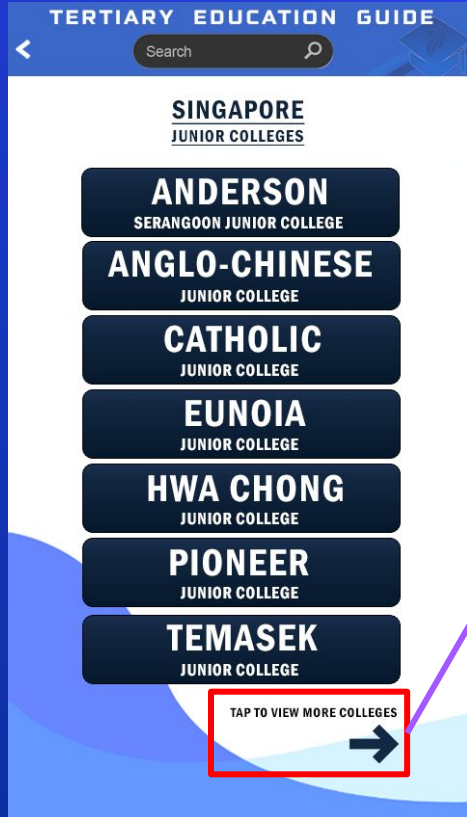 TERTIARY EDUCATION GUIDE
Search
SINGAPORE
JUNIOR COLLEGES
ANDERSON
SERANGOON JUNIOR COLLEGE
ANGLO-CHINESE
JUNIOR COLLEGE
CATHOLIC
JUNIOR COLLEGE
EUNOIA
JUNIOR COLLEGE
HWA CHONG
JUNIOR COLLEGE
PIONEER
JUNIOR COLLEGE
TEMASEK
JUNIOR COLLEGE
TAP TO VIEW MORE COLLEGES